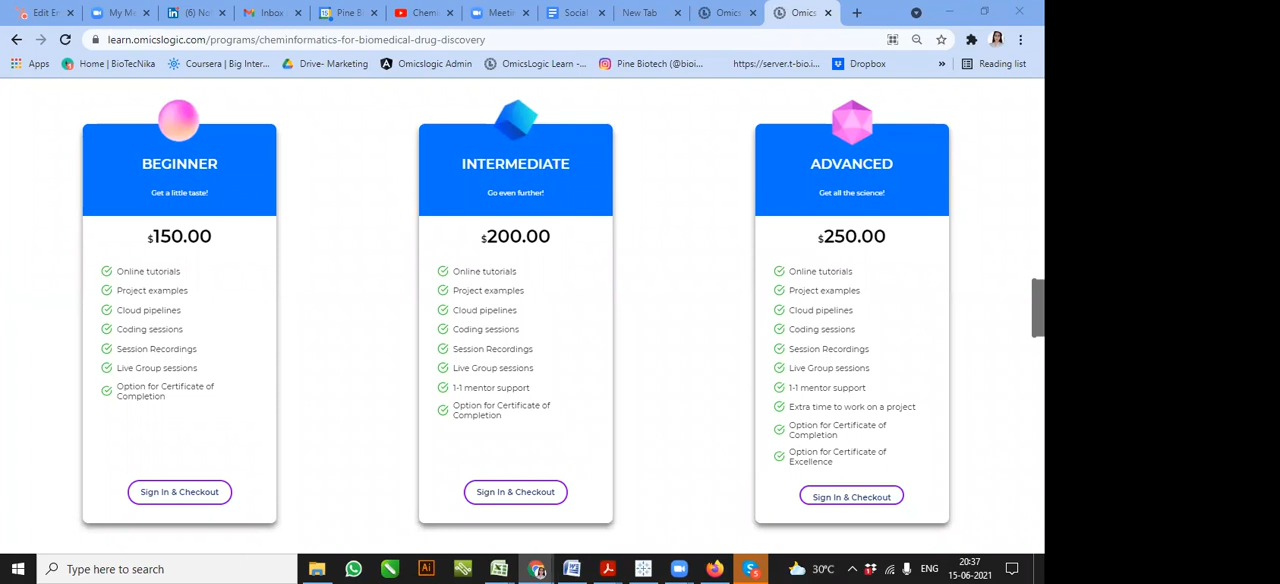 Edit E
My Me
(6) No
Inbox
Pine B
Chemi
Meetin
Social
New Tab
Omics
Omics
learn.omicslogic.com/programs/cheminformatics-for-biomedical-drug-discovery
Apps
Home | BioTecNika
Coursera | Big Inter...
Drive- Marketing
Omicslogic Admin
OmicsLogic Learn -...
Pine Biotech (@bioi...
https://server.t-bio.i...
Dropbox
»
Reading list
BEGINNER
Get a little taste!
$150.00
Online tutorials
Project examples
Cloud pipelines
Coding sessions
Session Recordings
Live Group sessions
Option for Certificate of
Completion
Sign In & Checkout
INTERMEDIATE
Go even further!
$200.00
Online tutorials
Project examples
Cloud pipelines
Coding sessions
Session Recordings
Live Group sessions
1-1 mentor support
Option for Certificate of
Completion
Sign In & Checkout
ADVANCED
Get all the science!
$250.00
Online tutorials
Project examples
Cloud pipelines
Coding sessions
Session Recordings
Live Group sessions
1-1 mentor support
Extra time to work on a project
Option for Certificate of
Completion
Option for Certificate of
Excellence
Sign In & Checkout
Type here to search
30°C
ENG
20:37
15-06-2021